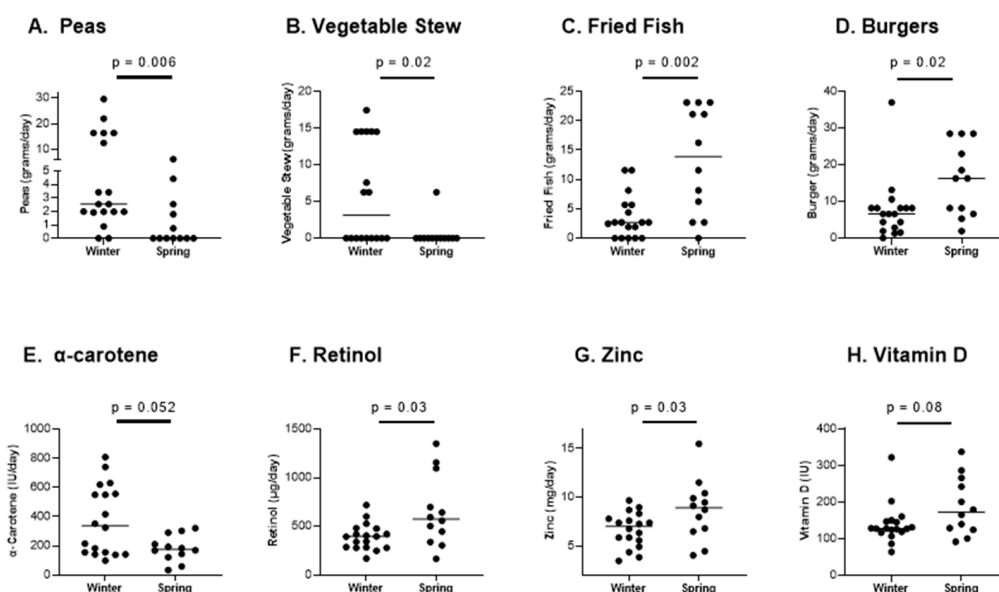 A. Peas
B. Vegetable Stew
C. Fried Fish
D. Burgers
p = 0.006
p = 0.02
p = 0.002
p = 0.02
Peas (grams/day)
30
20
10
5
4
3
2
1
0
Winter
Spring
Vegetable Stew (grams/day)
20
15
10
5
0
Winter
Spring
Fried Fish (grams/day)
25
20
15
10
5
0
Winter
Spring
Burger (grams/day)
40
30
20
10
0
Winter
Spring
E. α-carotene
F. Retinol
G. Zinc
H. Vitamin D
p = 0.052
p = 0.03
p = 0.03
p = 0.08
α-Carotene (IU/day)
1000
800
600
400
200
0
Winter
Spring
Retinol (µg/day)
1500
1000
500
0
Winter
Spring
Zinc (mg/day)
15
10
5
Winter
Spring
Vitamin D (IU)
400
300
200
100
0
Winter
Spring